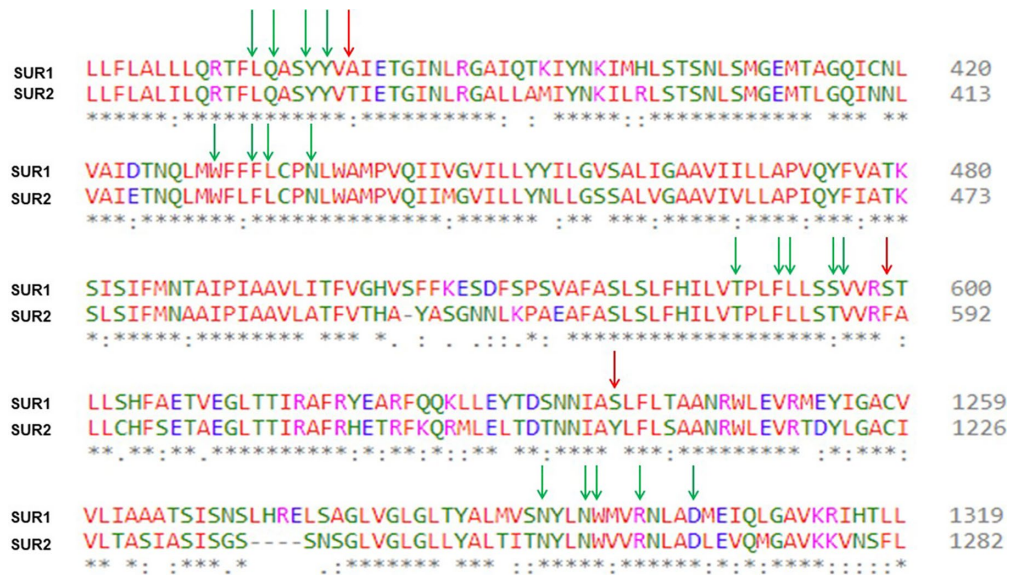 SUR1 LLFLALLLQRTFLQASYYVAIETGINLRGAIQTKIYNKIMHLSTSNLSMGEMTAGQICNL 420
SUR2 LLFLALILQRTFLQASYYVTIETGINLRGALLAMIYNKILRLSTSNLSMGEMTLGQINNL 413
******:************:**********: : *****::************ *** **
SUR1 VAIDTNQLMWFFFLCPNLWAMPVQIIVGVILLYYILGVSALIGAAVIILLAPVQYFVATK 480
SUR2 VAIETNQLMWFLFLCPNLWAMPVQIIMGVILLYNLLGSSALVGAAVIVLLAPIQYFIATK 473
***:*******:**************:****** :** ***:*****:****:***:***
SUR1 SISIFMNTAIPIAAVLITFVGHVSFFKESDFSPSVAFASLSLFHILVTPLFLLSSVVRST 600
SUR2 SLSIFMNAAIPIAAVLATFVTHA-YASGNNLKPAEAFASLSLFHILVTPLFLLSTVVRFA 592
*:*****:******** *** *. : . .::.*: *******************:*** :
SUR1 LLSHFAETVEGLTTIRAFRYEARFQQKLLEYTDSNNIASLFLTAANRWLEVRMEYIGACV 1259
SUR2 LLCHFSETAEGLTTIRAFRHETRFKQRMLELTDTNNIAYLFLSAANRWLEVRTDYLGACI 1226
**.**:**.**********:*:**:*::** **:**** ***:********* :*:***:
SUR1 VLIAAATSISNSLHRELSAGLVGLGLTYALMVSNYLNWMVRNLADMEIQLGAVKRIHTLL 1319
SUR2 VLTASIASISGS----SNSGLVGLGLLYALTITNYLNWVVRNLADLEVQMGAVKKVNSFL 1282
** *: :***.* .:******* *** ::*****:******:*:*:****:::::*